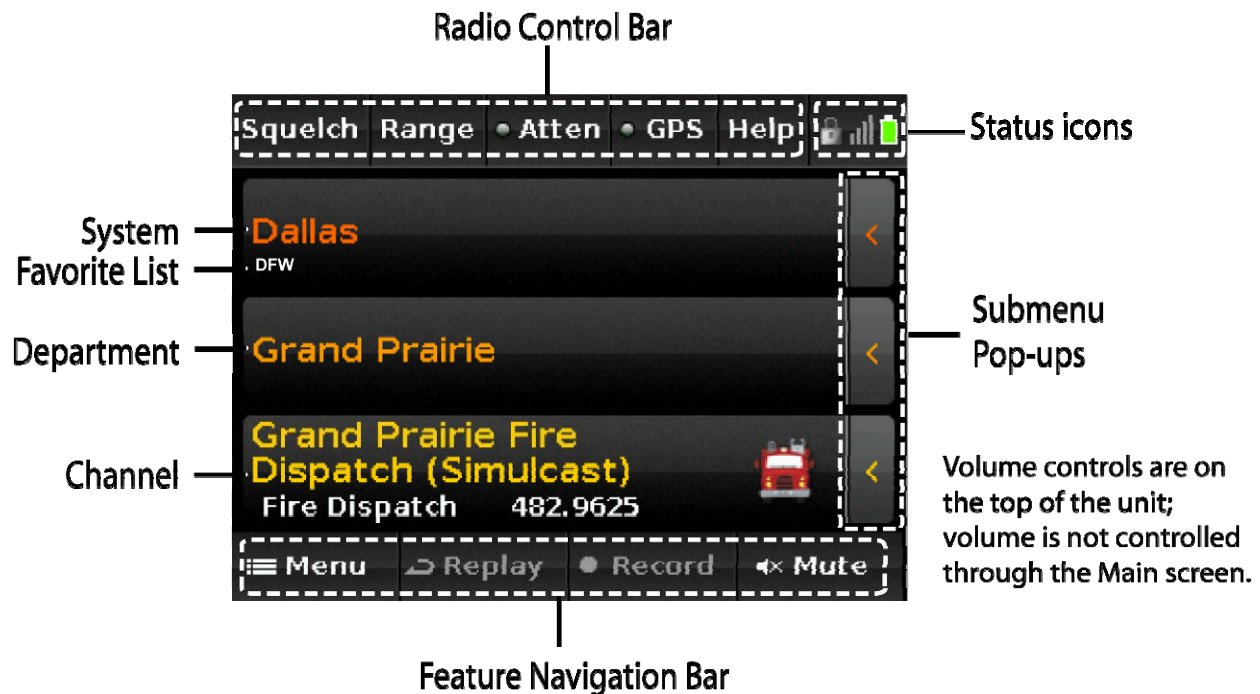 Radio Control Bar
Squelch Range Atten GPS Help
Status icons
System
Dallas
<
Favorite List
DFW
Submenu
Pop-ups
Department
Grand Prairie
<
Channel
Grand Prairie Fire
Dispatch (Simulcast)
Fire Dispatch 482.9625
<
Volume controls are on
the top of the unit;
volume is not controlled
through the Main screen.
Menu Replay Record Mute
Feature Navigation Bar